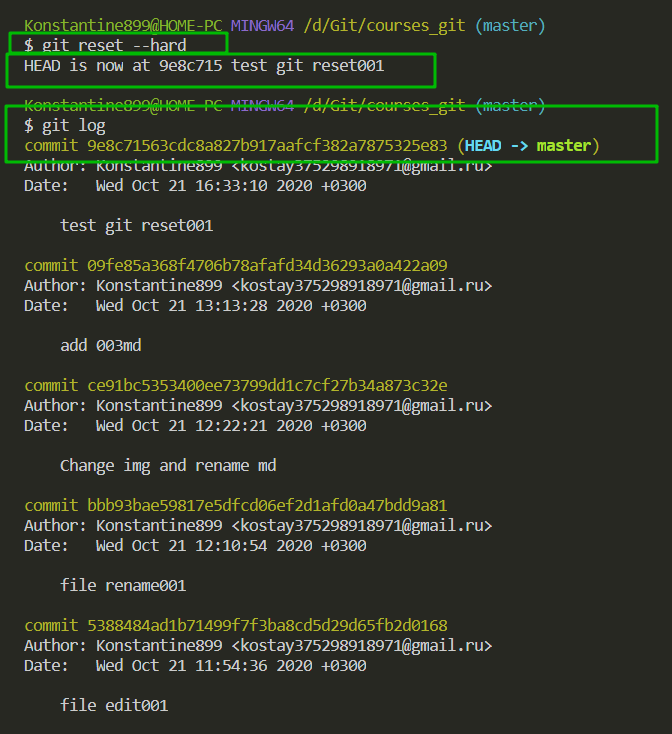 Konstantine899@HOME-PC MINGW64 /d/Git/courses_git (master)
$ git reset --hard
HEAD is now at 9e8c715 test git reset001
Konstantine899@HOME-PC MINGW64 /d/Git/courses_git (master)
$ git log
commit 9e8c71563cdc8a827b917aafcf382a7875325e83 (HEAD -> master)
Author: Konstantine899 <kostay375298918971@gmail.ru>
Date:   Wed Oct 21 16:33:10 2020 +0300
test git reset001
commit 09fe85a368f4706b78afafd34d36293a0a422a09
Author: Konstantine899 <kostay375298918971@gmail.ru>
Date:   Wed Oct 21 13:13:28 2020 +0300
add 003md
commit ce91bc5353400ee73799dd1c7cf27b34a873c32e
Author: Konstantine899 <kostay375298918971@gmail.ru>
Date:   Wed Oct 21 12:22:21 2020 +0300
Change img and rename md
commit bbb93bae59817e5dfcd06ef2d1afd0a47bdd9a81
Author: Konstantine899 <kostay375298918971@gmail.ru>
Date:   Wed Oct 21 12:10:54 2020 +0300
file rename001
commit 5388484ad1b71499f7f3ba8cd5d29d65fb2d0168
Author: Konstantine899 <kostay375298918971@gmail.ru>
Date:   Wed Oct 21 11:54:36 2020 +0300
file edit001